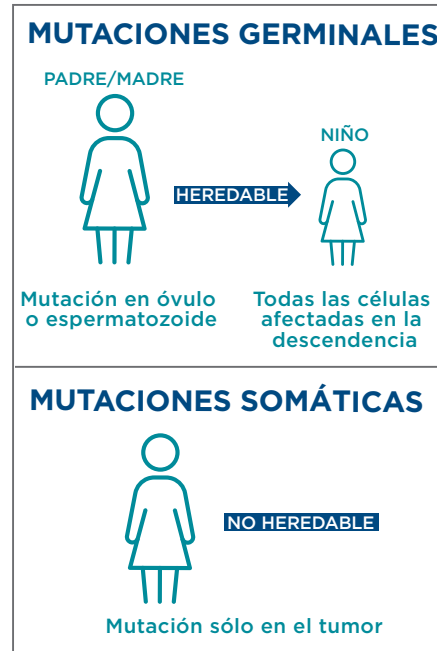 MUTACIONES GERMINALES
PADRE/MADRE
NIÑO
HEREDABLE
Mutación en óvulo
o espermatozoide
Todas las células
afectadas en la
descendencia
MUTACIONES SOMÁTICAS
NO HEREDABLE
Mutación sólo en el tumor